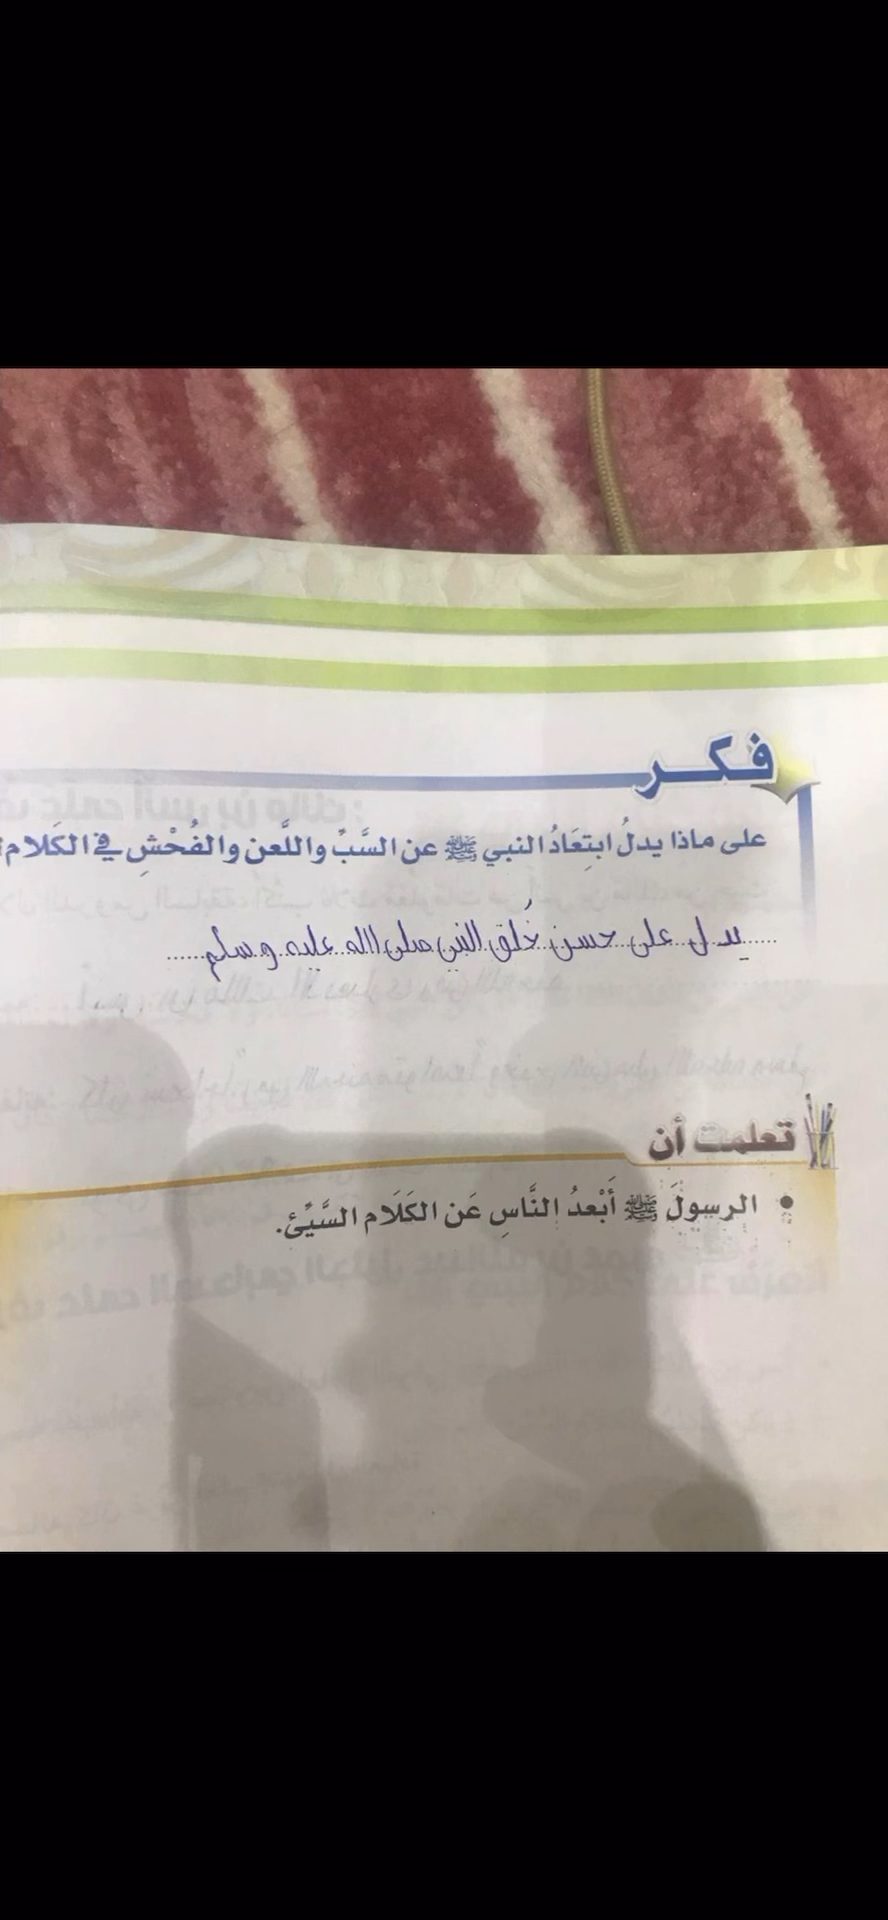 فكر
على ماذا يدلُ ابتِعَادُ النبي ﷺ عن السَّبِّ واللَّعن والفُحْشِ في الكَلام؟
يدل على حسن خُلق النبي صلى الله عليه وسلم
تعلمت أن
• الرسولَ ﷺ أَبْعدُ النَّاسِ عَن الكَلَام السَّيِّئ.